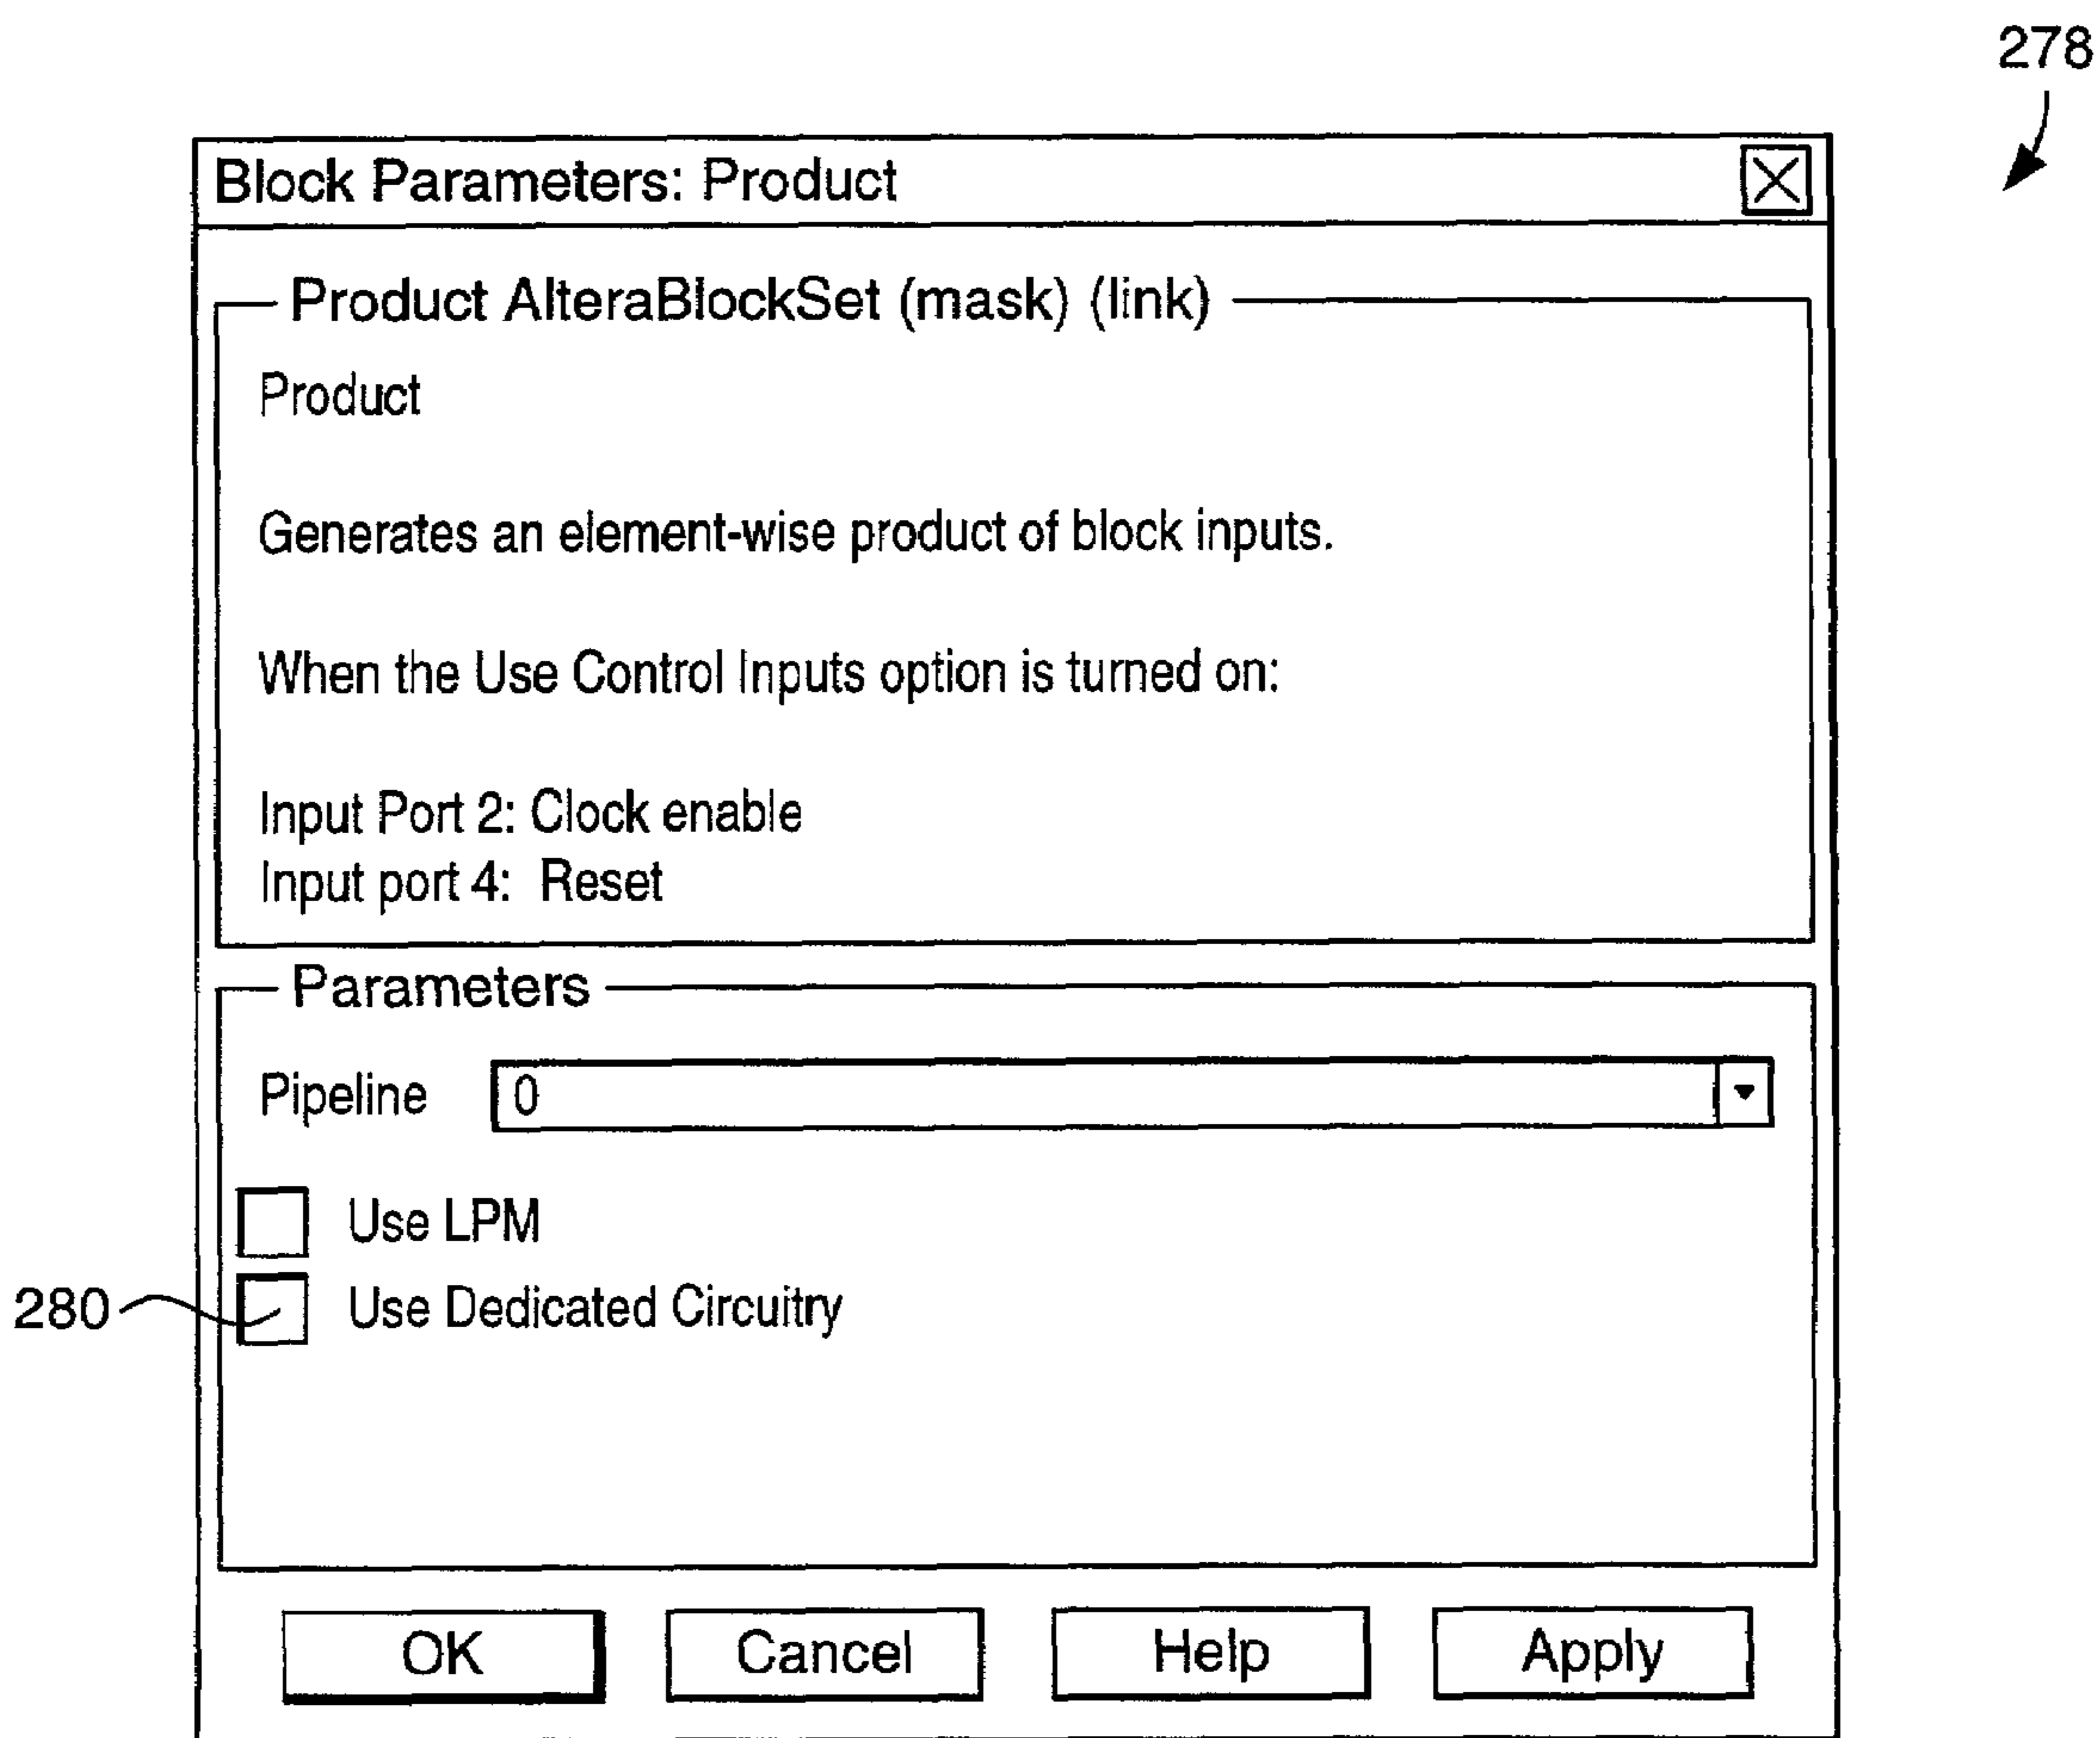 278
Block Parameters: Product
Product AlteraBlockSet (mask) (link)
Product
Generates an element-wise product of block inputs.
When the Use Control Inputs option is turned on:
Input Port 2: Clock enable
Input port 4: Reset
Parameters
Pipeline 0
Use LPM
280 Use Dedicated Circuitry
OK Cancel Help Apply